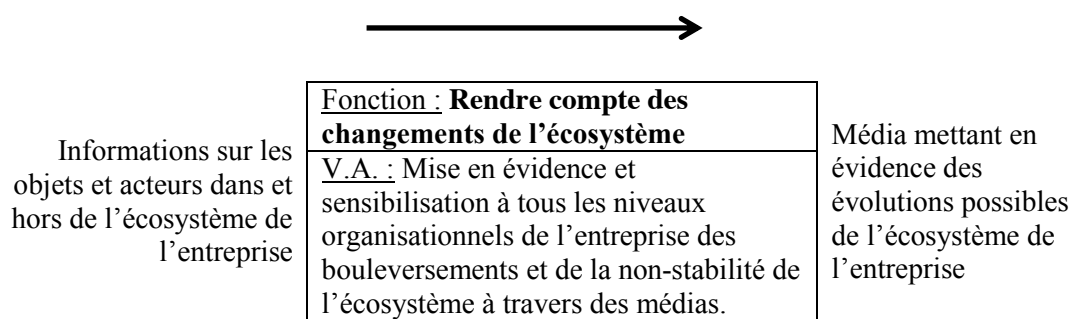 Informations sur les
objets et acteurs dans et
hors de l’écosystème de
l’entreprise
Fonction : Rendre compte des
changements de l’écosystème
V.A. : Mise en évidence et
sensibilisation à tous les niveaux
organisationnels de l’entreprise des
bouleversements et de la non-stabilité de
l’écosystème à travers des médias.
Média mettant en
évidence des
évolutions possibles
de l’écosystème de
l’entreprise